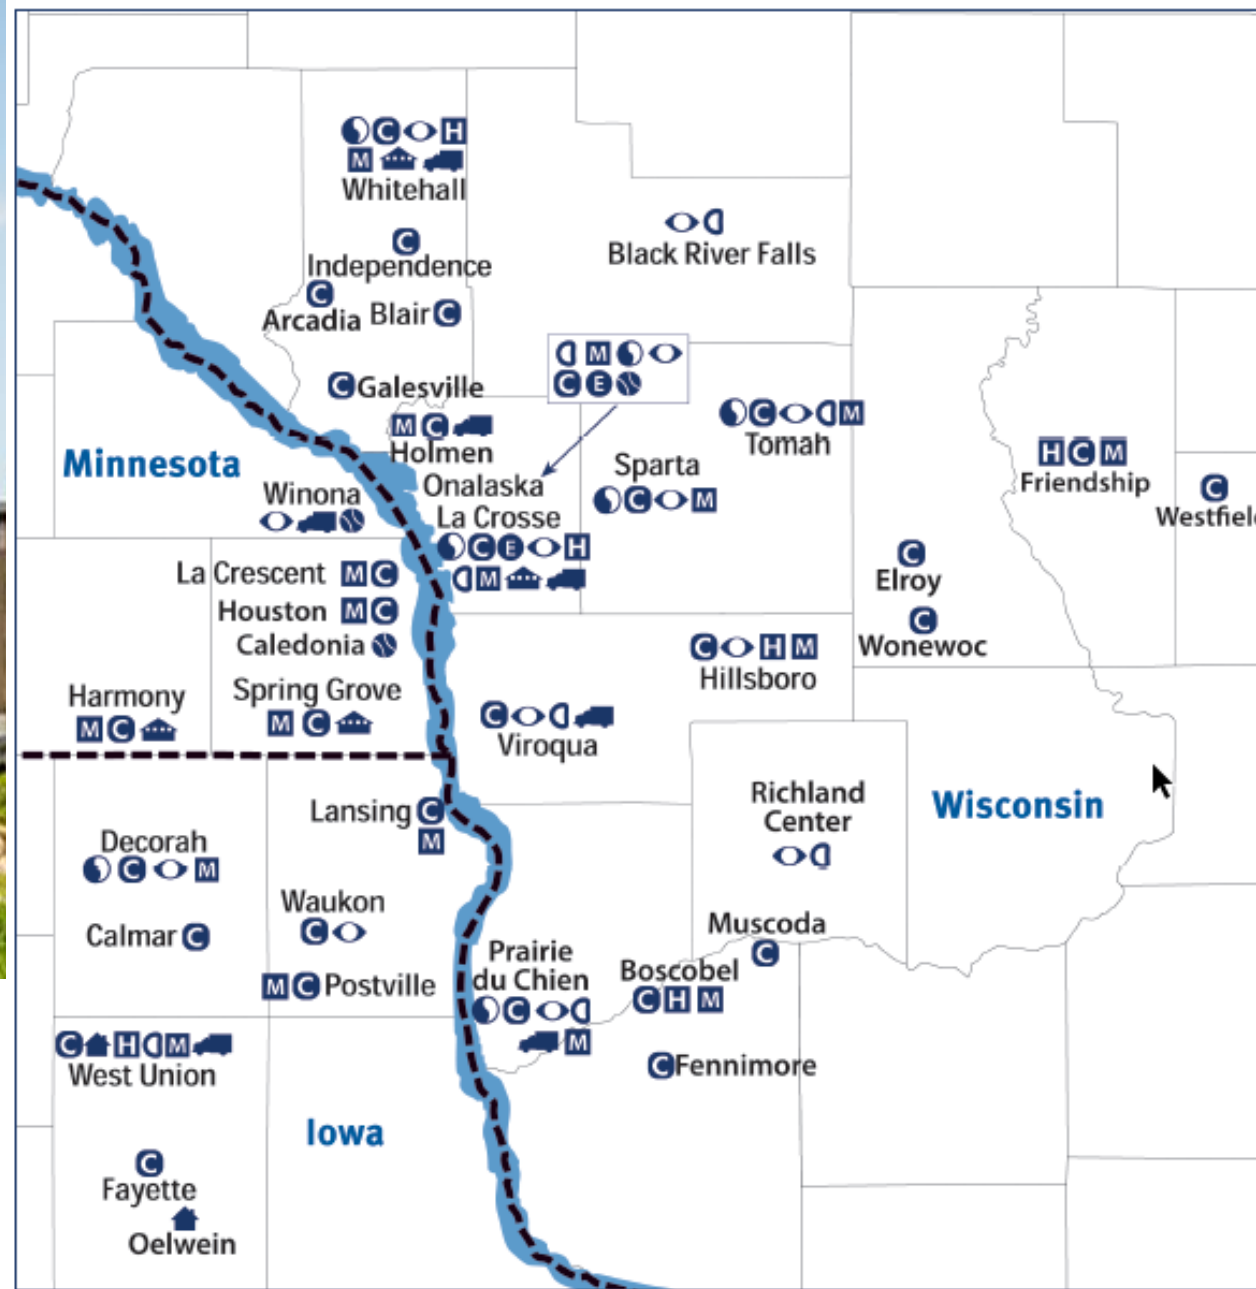 C H
M
Whitehall
Black River Falls
C
Independence
C
Arcadia
Blair C
M
C E
C Galesville
C M
Tomah
M C
Holmen
Minnesota
Sparta
C M
H C M
Friendship
Winona
Onalaska
C
La Crosse
C E H
M
La Crescent M C
C
Elroy
Houston M C
C
Wonewoc
Caledonia
C H M
Hillsboro
Harmony
M C
Spring Grove
M C
C
Viroqua
Lansing C
M
Richland
Center
Wisconsin
Decorah
C M
Waukon
C
Muscoda
C
Calmar C
Prairie
du Chien
C
M
Boscobel
C H M
M C Postville
C H M
West Union
C Fennimore
Iowa
C
Fayette
Oelwein